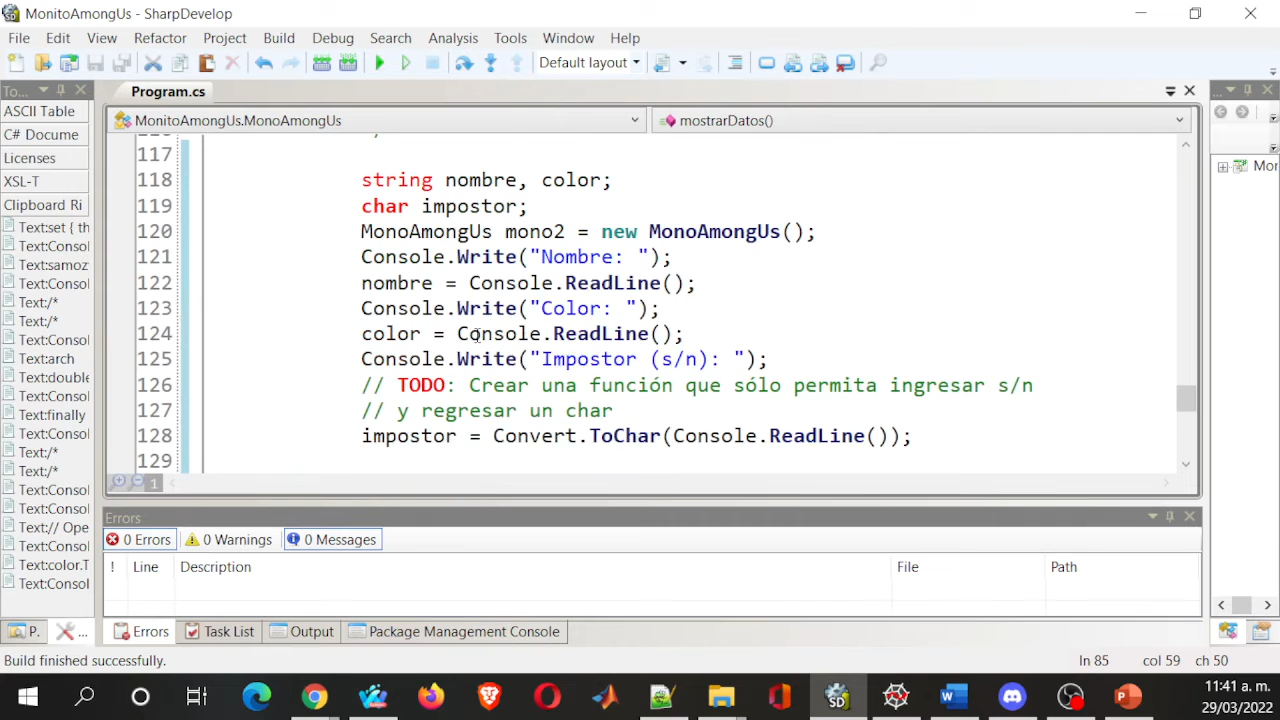 MonitoAmongUs - SharpDevelop
File Edit View Refactor Project Build Debug Search Analysis Tools Window Help
Default layout
To...
Program.cs
...
ASCII Table
MonitoAmongUs.MonoAmongUs
mostrarDatos()
C# Docume
Licenses
XSL-T
Clipboard Ri
Text:set { th
Text:Consol
Text:samoz
Text:Consol
Text:/*
Text:/*
Text:Consol
Text:arch
Text:double
Text:Consol
Text:finally
Text:Consol
Text:/*
Text:/*
Text:Consol
Text:Consol
Text:// Ope
Text:Consol
Text:color.T
Text:Consol
117
118 string nombre, color;
119 char impostor;
120 MonoAmongUs mono2 = new MonoAmongUs();
121 Console.Write("Nombre: ");
122 nombre = Console.ReadLine();
123 Console.Write("Color: ");
124 color = Console.ReadLine();
125 Console.Write("Impostor (s/n): ");
126 // TODO: Crear una función que sólo permita ingresar s/n
127 // y regresar un char
128 impostor = Convert.ToChar(Console.ReadLine());
129
1
Mor
Errors
0 Errors 0 Warnings 0 Messages
! Line Description File Path
P. ...
Errors Task List Output Package Management Console
Build finished successfully. ln 85 col 59 ch 50
11:41 a. m.
29/03/2022